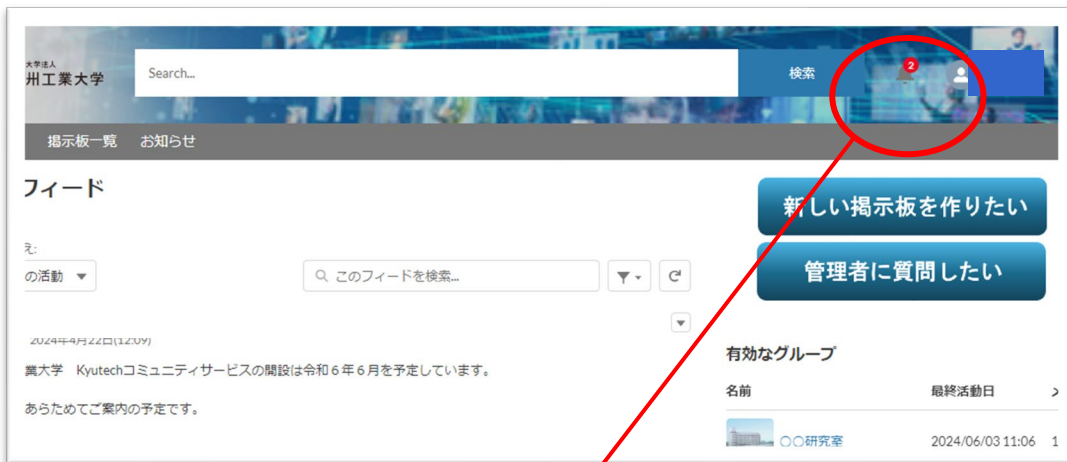 大学法人
州工業大学
Search...
検索
2
掲示板一覧 お知らせ
フィード
新しい掲示板を作りたい
え:
の活動
このフィードを検索...
管理者に質問したい
2024年4月22日(12:09)
業大学 Kyutechコミュニティサービスの開設は令和6年6月を予定しています。
あらためてご案内の予定です。
有効なグループ
名前 最終活動日 メ
〇〇研究室 2024/06/03 11:06 1